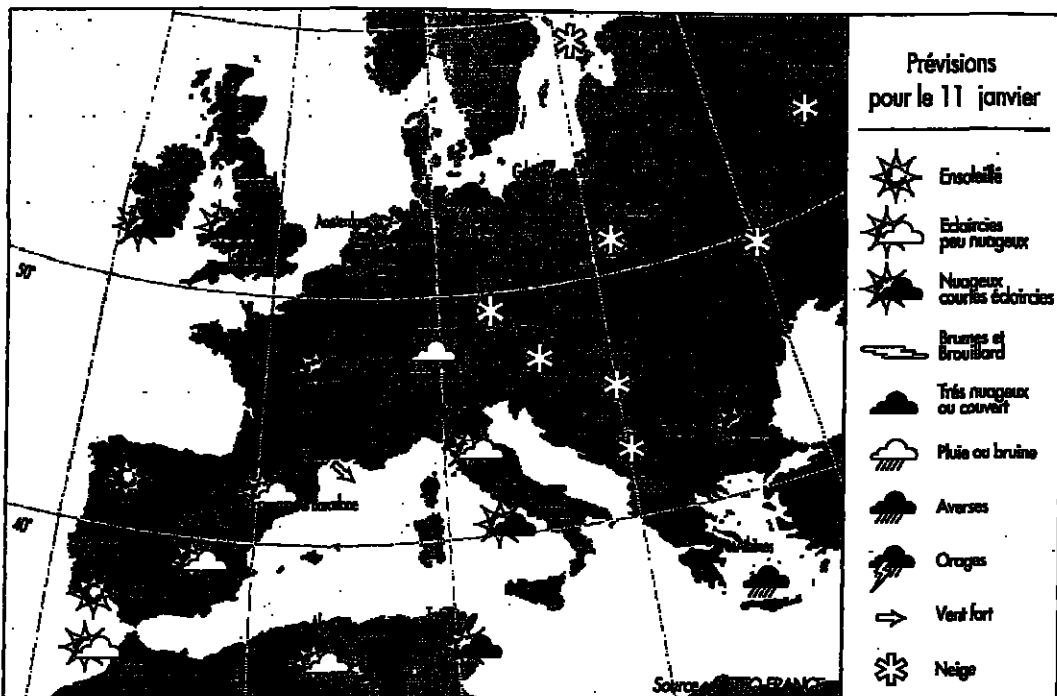 Prévisions
pour le 11 janvier
Ensoleillé
Eclaircies
peu nuageux
Nuageux
courtes éclaircies
Brumes et
Brouillard
Très nuageux
ou couvert
Pluie ou bruine
Averses
Orages
Vent fort
Neige
50°
40°
Source